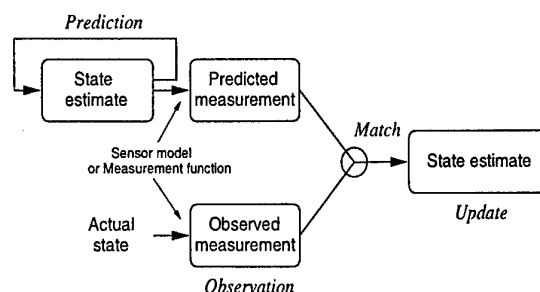 Prediction
State
estimate
Predicted
measurement
Match
Sensor model
or Measurement function
State estimate
Actual
state
Observed
measurement
Update
Observation